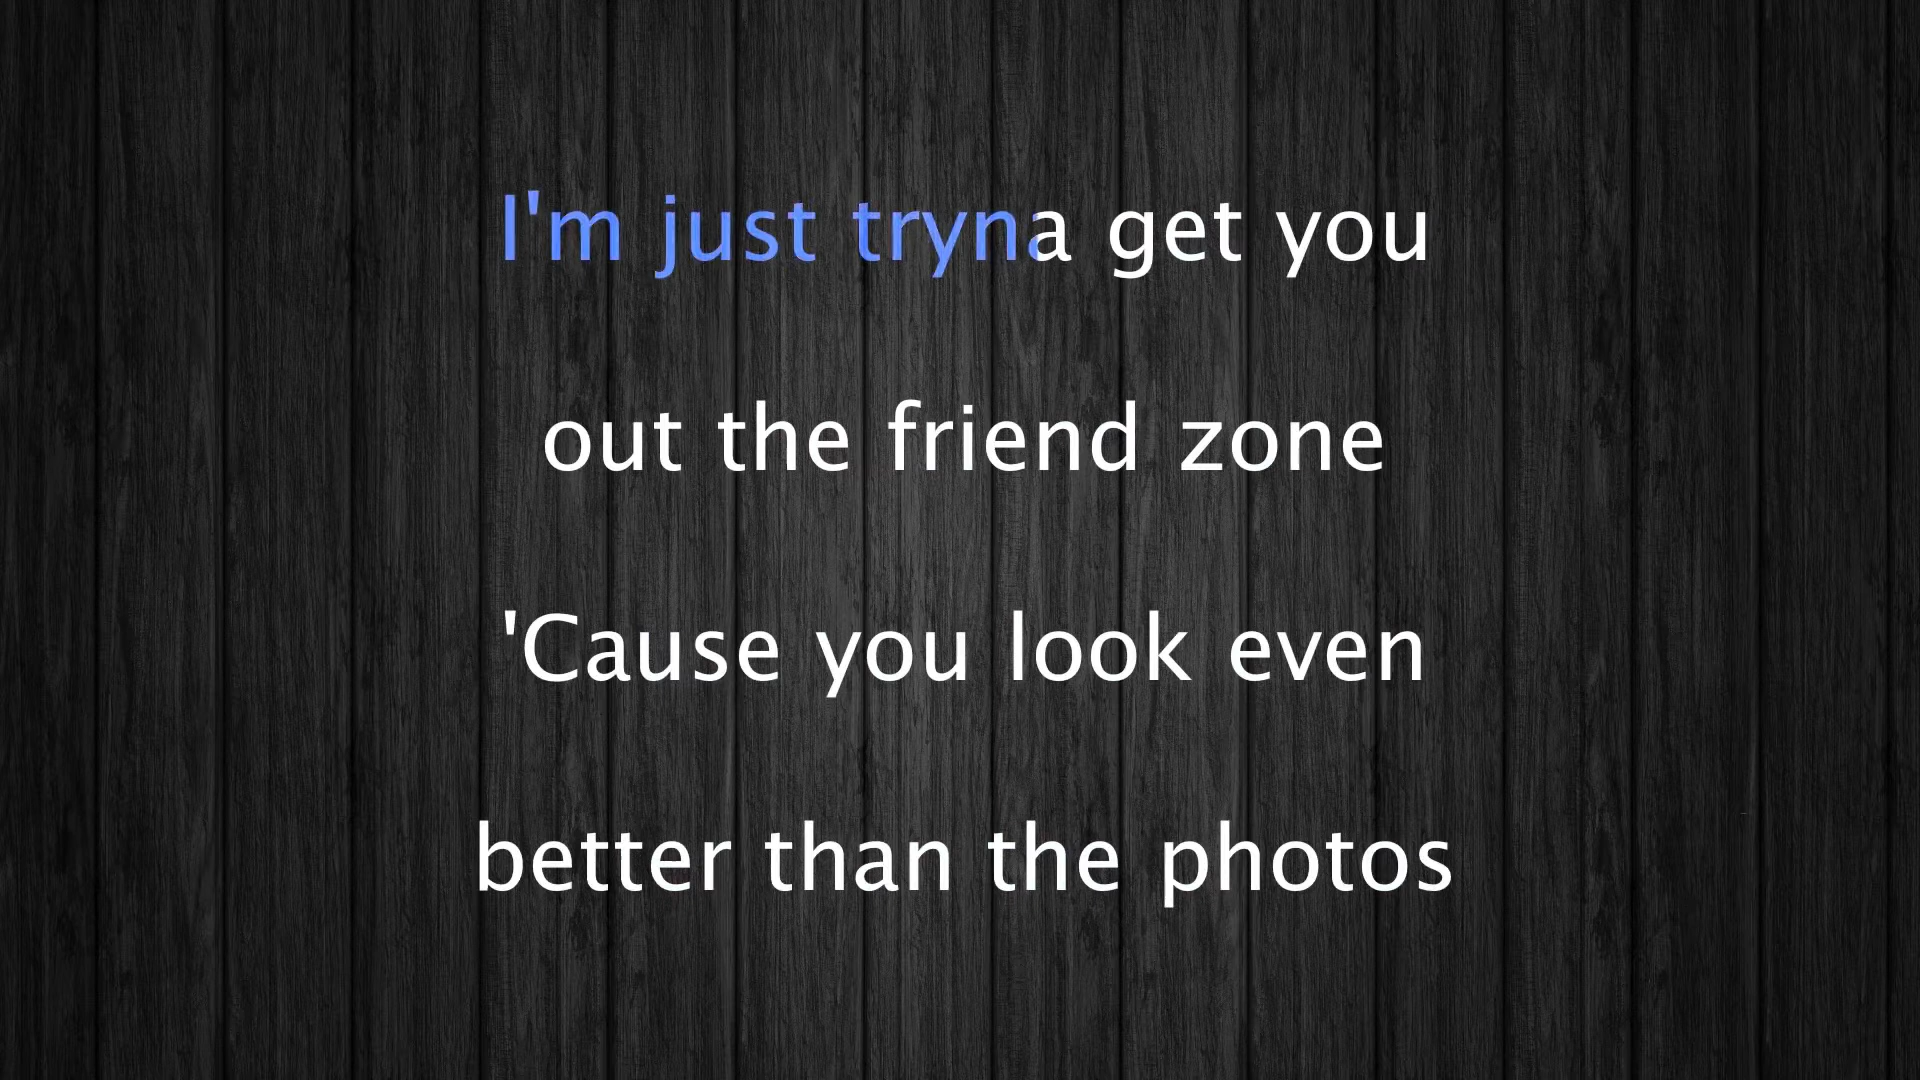 I'm just tryna get you
out the friend zone
'Cause you look even
better than the photos